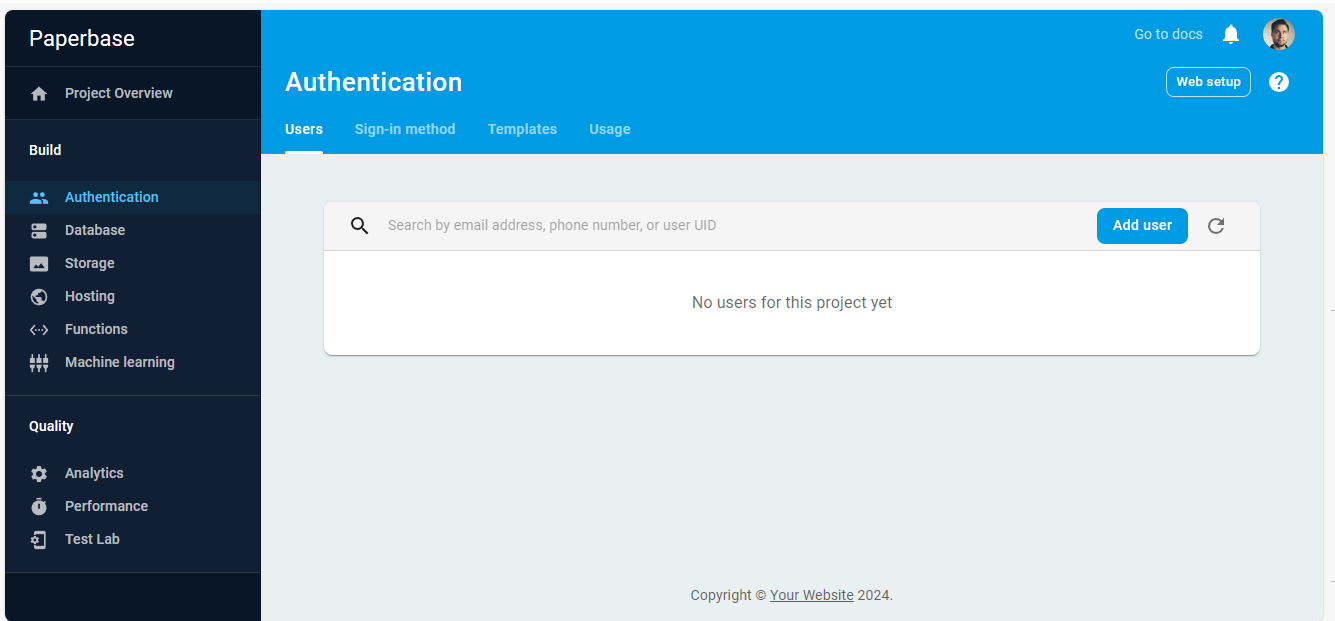 Paperbase
Project Overview
Build
Authentication
Database
Storage
Hosting
Functions
Machine learning
Quality
Analytics
Performance
Test Lab
Go to docs
Authentication
Web setup
?
Users Sign-in method Templates Usage
Search by email address, phone number, or user UID
Add user
No users for this project yet
Copyright © Your Website 2024.